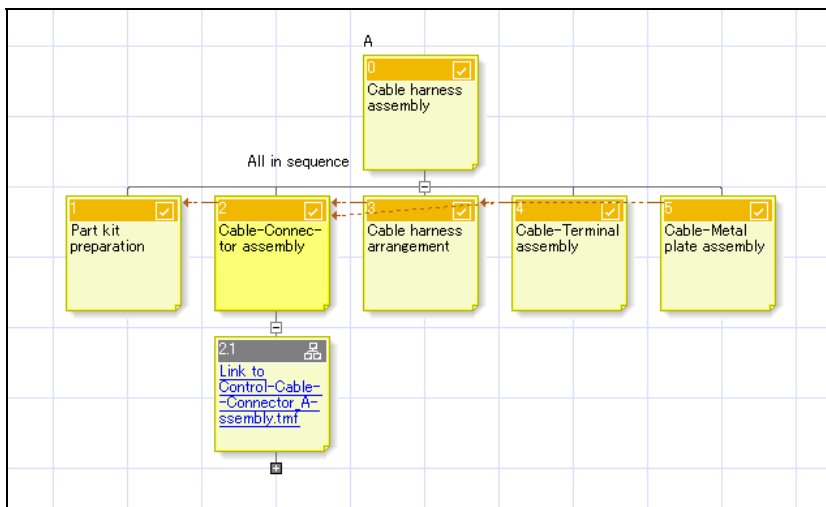 A
0
Cable harness
assembly
All in sequence
1
Part kit
preparation
2
Cable-Connec-
tor assembly
3
Cable harness
arrangement
4
Cable-Terminal
assembly
5
Cable-Metal
plate assembly
2.1
Link to
Control-Cable-
-Connector_A-
ssembly.tmf